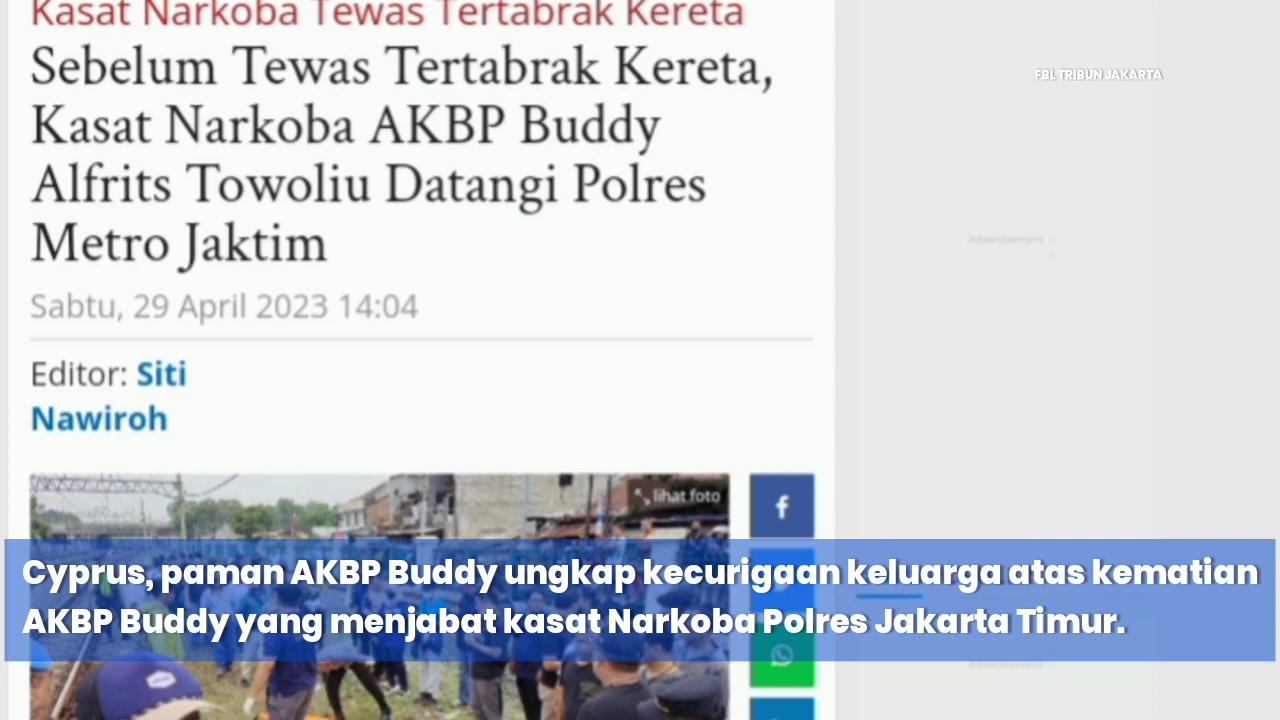 Kasat Narkoba Tewas Tertabrak Kereta
Sebelum Tewas Tertabrak Kereta,
Kasat Narkoba AKBP Buddy
Alfrits Towoliu Datangi Polres
Metro Jaktim
Sabtu, 29 April 2023 14:04
Editor: Siti
Nawiroh
FBL TRIBUN JAKARTA
Advertisement
lihat foto
Cyprus, paman AKBP Buddy ungkap kecurigaan keluarga atas kematian
AKBP Buddy yang menjabat kasat Narkoba Polres Jakarta Timur.
Advertisement